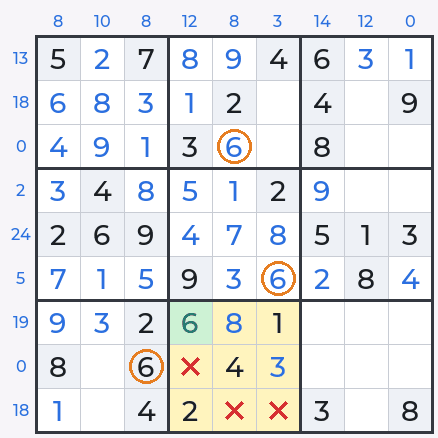 8 10 8 12 8 3 14 12 0
13 5 2 7 8 9 4 6 3 1
18 6 8 3 1 2 4 9
0 4 9 1 3 6 8
2 3 4 8 5 1 2 9
24 2 6 9 4 7 8 5 1 3
5 7 1 5 9 3 6 2 8 4
19 9 3 2 6 8 1
0 8 6 4 3
18 1 4 2 3 8